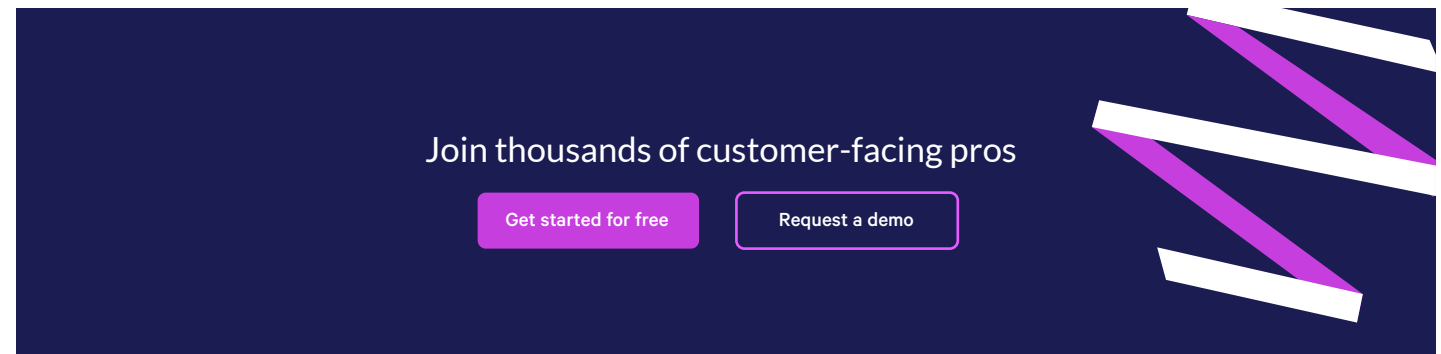 Join thousands of customer-facing pros
Get started for free
Request a demo